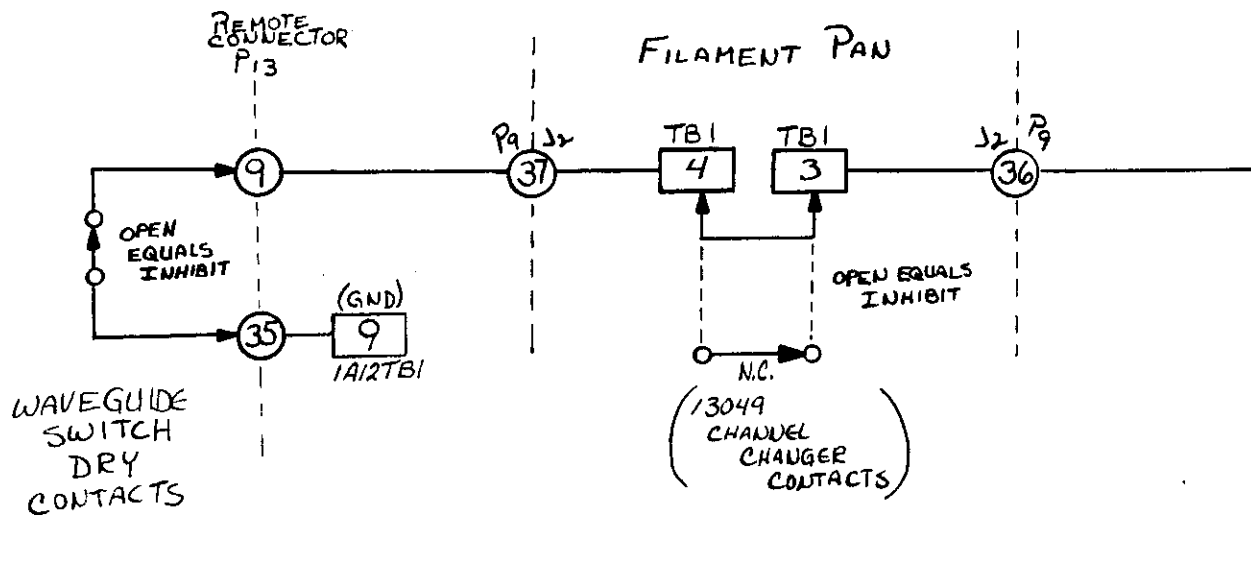 REMOTE
CONNECTOR
P13
FILAMENT PAN
P9 J2
TB1
TB1
J2 P9
9
37
4
3
36
OPEN
EQUALS
INHIBIT
OPEN EQUALS
INHIBIT
(GND)
35
9
1A12TB1
N.C.
WAVEGUIDE
SWITCH
DRY
CONTACTS
(13049
CHANNEL
CHANGER
CONTACTS)